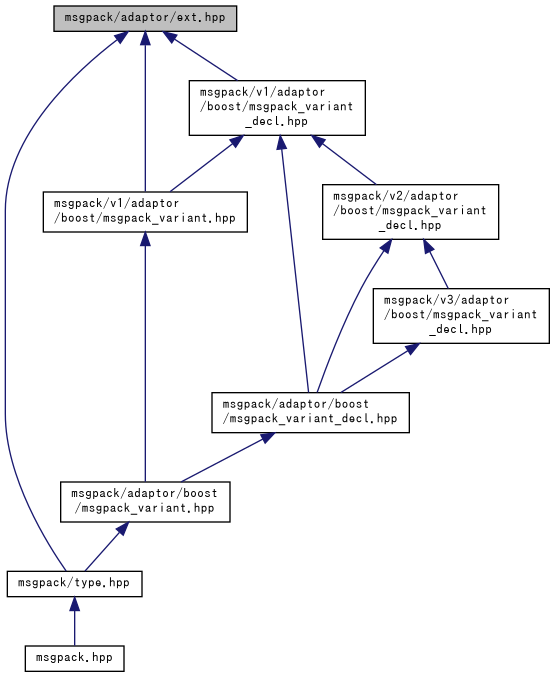 msgpack/adaptor/ext.hpp
msgpack/v1/adaptor
/boost/msgpack_variant
_decl.hpp
msgpack/v1/adaptor
/boost/msgpack_variant.hpp
msgpack/v2/adaptor
/boost/msgpack_variant
_decl.hpp
msgpack/v3/adaptor
/boost/msgpack_variant
_decl.hpp
msgpack/adaptor/boost
/msgpack_variant_decl.hpp
msgpack/adaptor/boost
/msgpack_variant.hpp
msgpack/type.hpp
msgpack.hpp